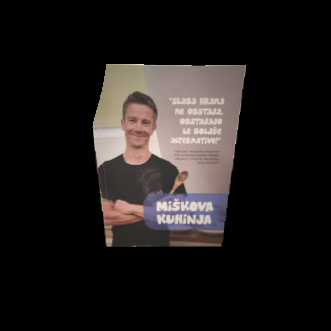 "SLABA HRANA
NE OBSTAJA,
OBSTAJAJO
LE BOLJŠE
ALTERNATIVE!"
MIŠKOVA
KUHINJA